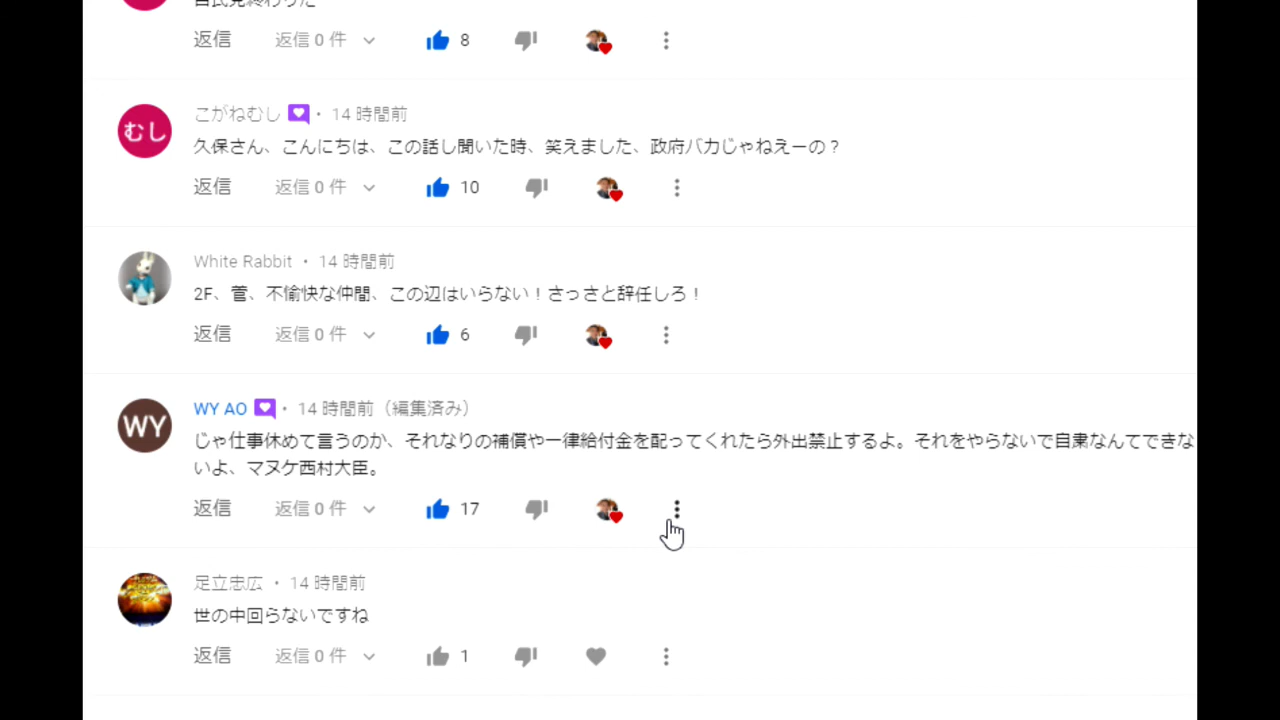 返信 返信 0 件 8
むし
こがねむし ・ 14 時間前
久保さん、こんにちは、この話し聞いた時、笑えました、政府バカじゃねえーの？
返信 返信 0 件 10
White Rabbit ・ 14 時間前
2F、菅、不愉快な仲間、この辺はいらない！さっさと辞任しろ！
返信 返信 0 件 6
WY
WY AO ・ 14 時間前（編集済み）
じゃ仕事休めて言うのか、それなりの補償や一律給付金を配ってくれたら外出禁止するよ。それをやらないで自粛なんてできな
いよ、マヌケ西村大臣。
返信 返信 0 件 17
足立志広 ・ 14 時間前
世の中回らないですね
返信 返信 0 件 1